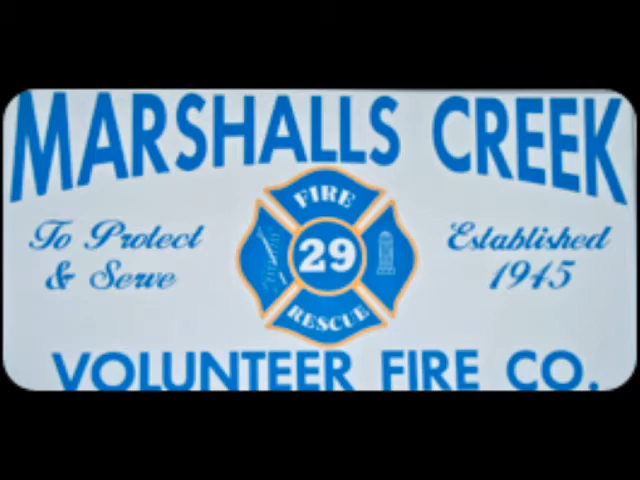 MARSHALLS CREEK
To Protect
& Serve
FIRE
29
RESCUE
Established
1945
VOLUNTEER FIRE CO.